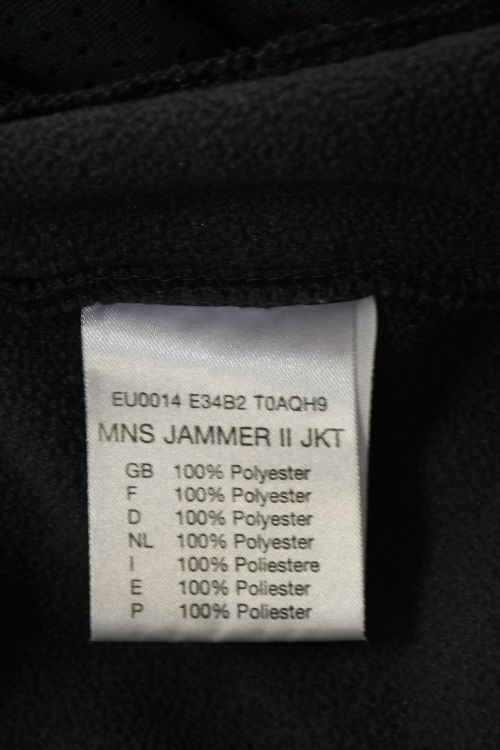 EU0014 E34B2 T0AQH9
MNS JAMMER II JKT
GB 100% Polyester
F 100% Polyester
D 100% Polyester
NL 100% Polyester
I 100% Poliestere
E 100% Poliester
P 100% Poliester